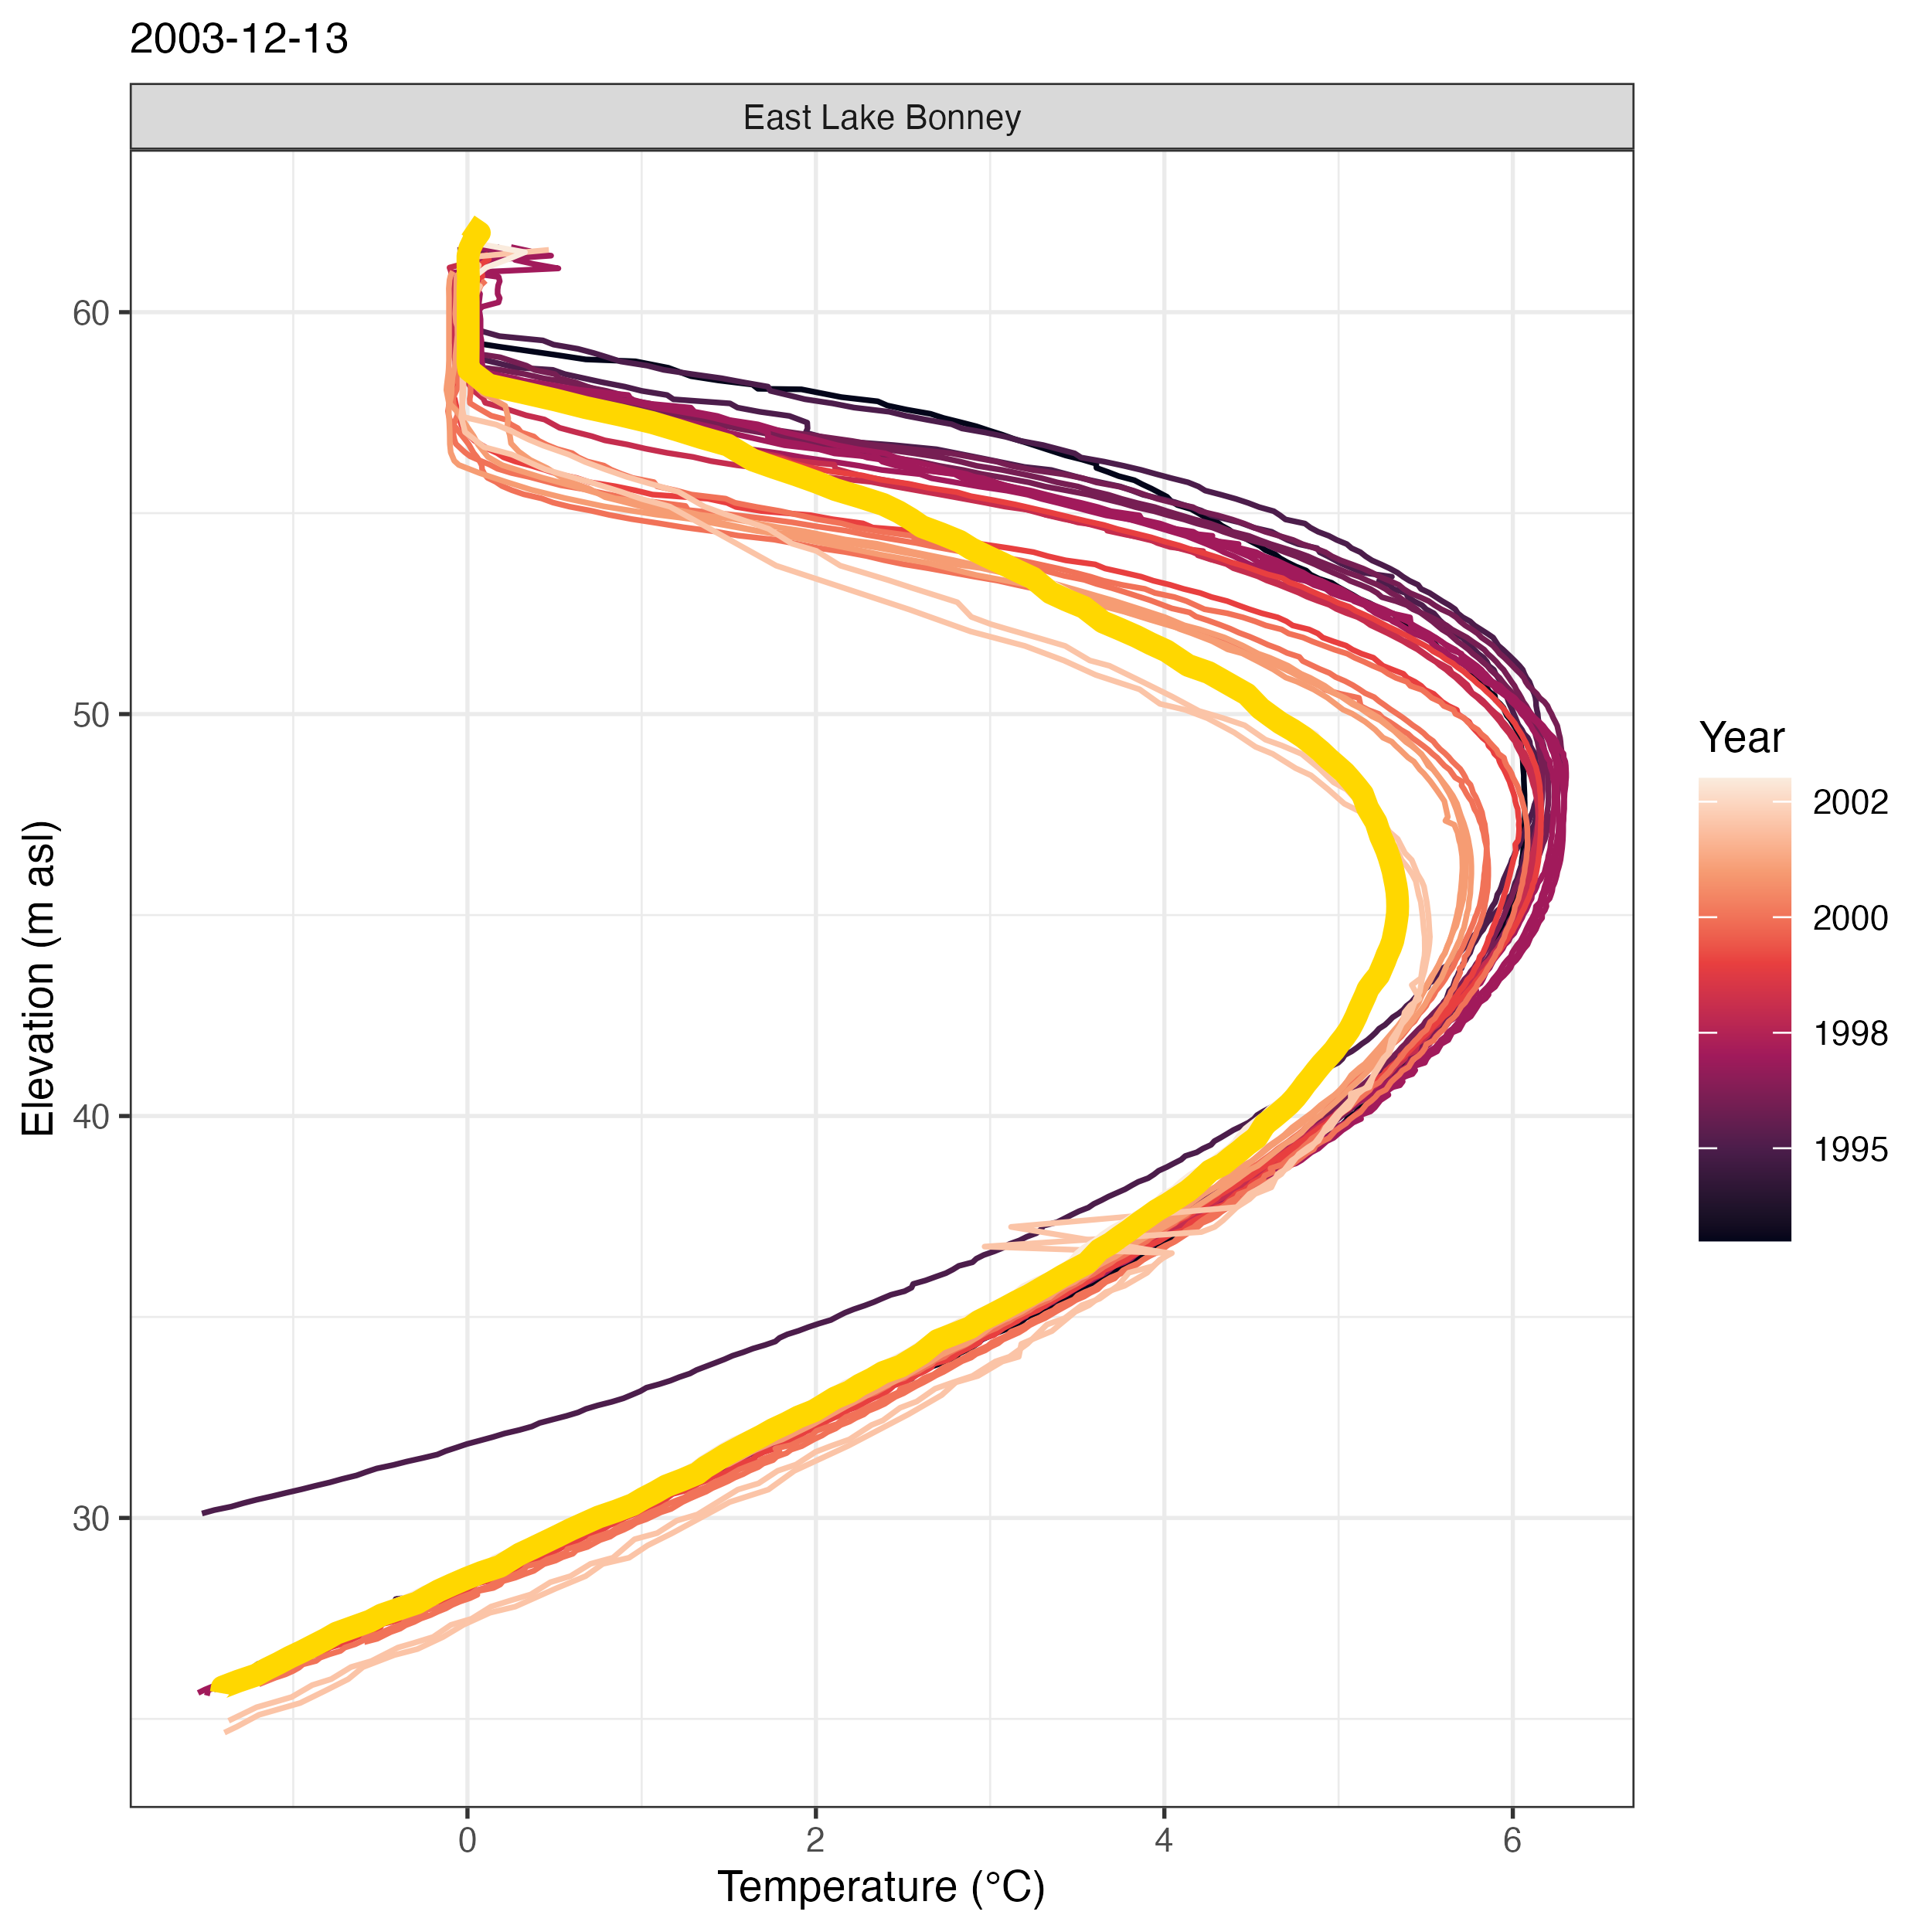 2003-12-13
East Lake Bonney
Elevation (m asl)
60
50
40
30
0 2 4 6
Temperature (°C)
Year
2002
2000
1998
1995